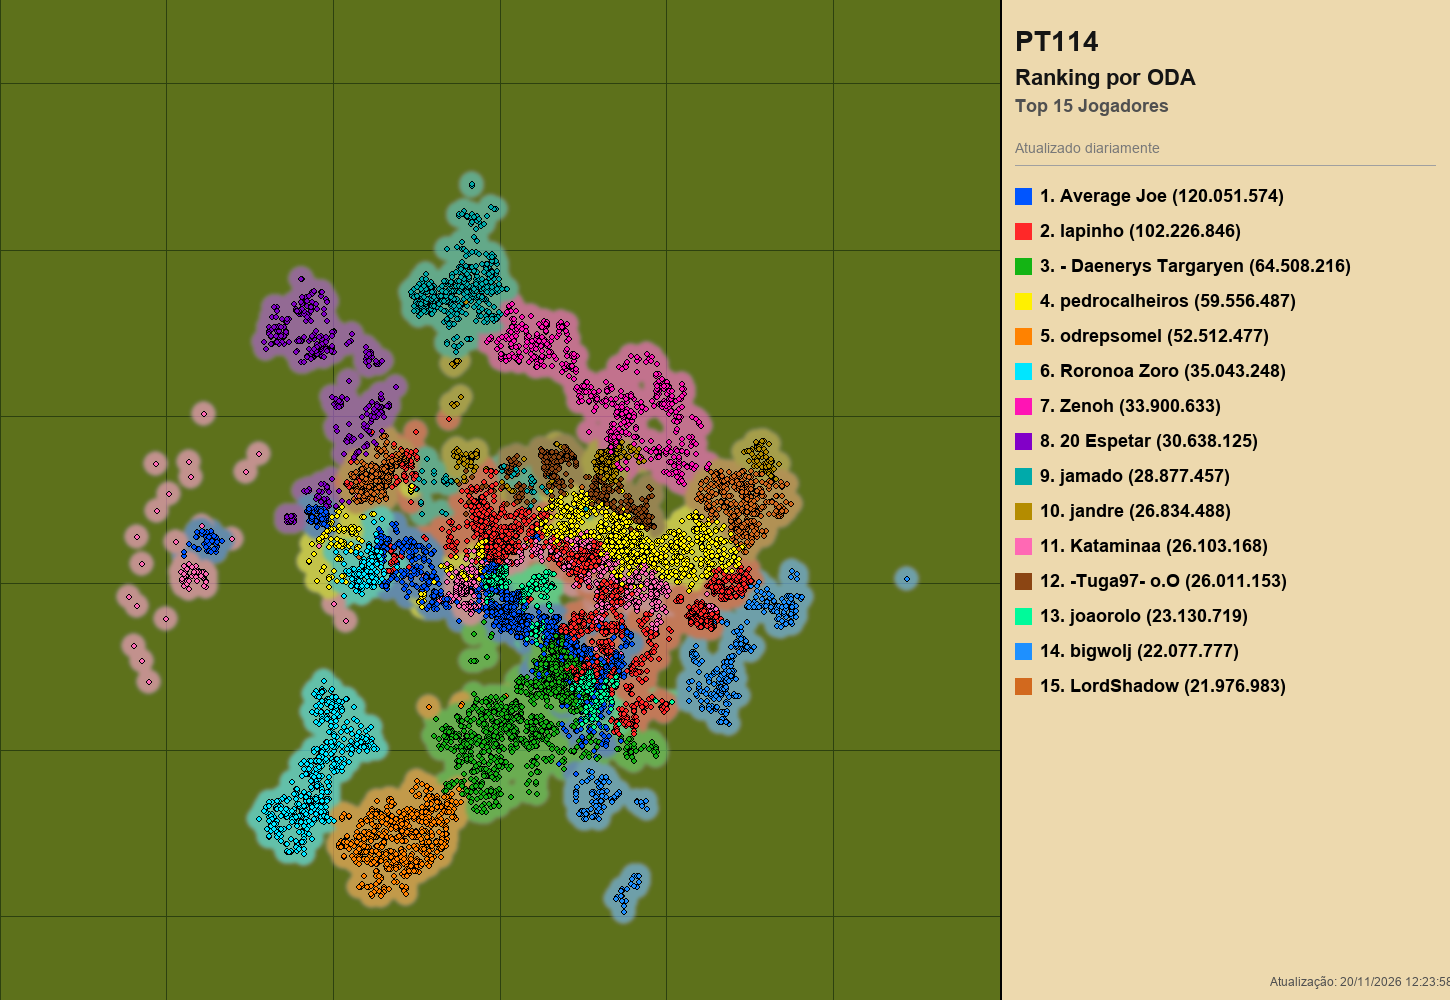 PT114
Ranking por ODA
Top 15 Jogadores
Atualizado diariamente
1. Average Joe (120.051.574)
2. lapinho (102.226.846)
3. - Daenerys Targaryen (64.508.216)
4. pedrocalheiros (59.556.487)
5. odrepsomel (52.512.477)
6. Roronoa Zoro (35.043.248)
7. Zenoh (33.900.633)
8. 20 Espetar (30.638.125)
9. jamado (28.877.457)
10. jandre (26.834.488)
11. Kataminaa (26.103.168)
12. -Tuga97- o.O (26.011.153)
13. joaorolo (23.130.719)
14. bigwolj (22.077.777)
15. LordShadow (21.976.983)
Atualização: 20/11/2026 12:23:58